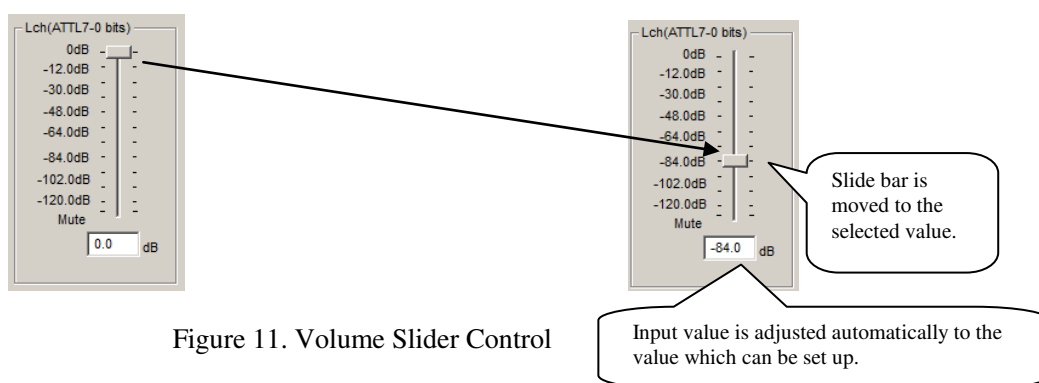 Lch(ATTL7-0 bits)
0dB
-12.0dB
-30.0dB
-48.0dB
-64.0dB
-84.0dB
-102.0dB
-120.0dB
Mute
0.0 dB
Lch(ATTL7-0 bits)
0dB
-12.0dB
-30.0dB
-48.0dB
-64.0dB
-84.0dB
-102.0dB
-120.0dB
Mute
-84.0 dB
Slide bar is
moved to the
selected value.
Input value is adjusted automatically to the
value which can be set up.
Figure 11. Volume Slider Control